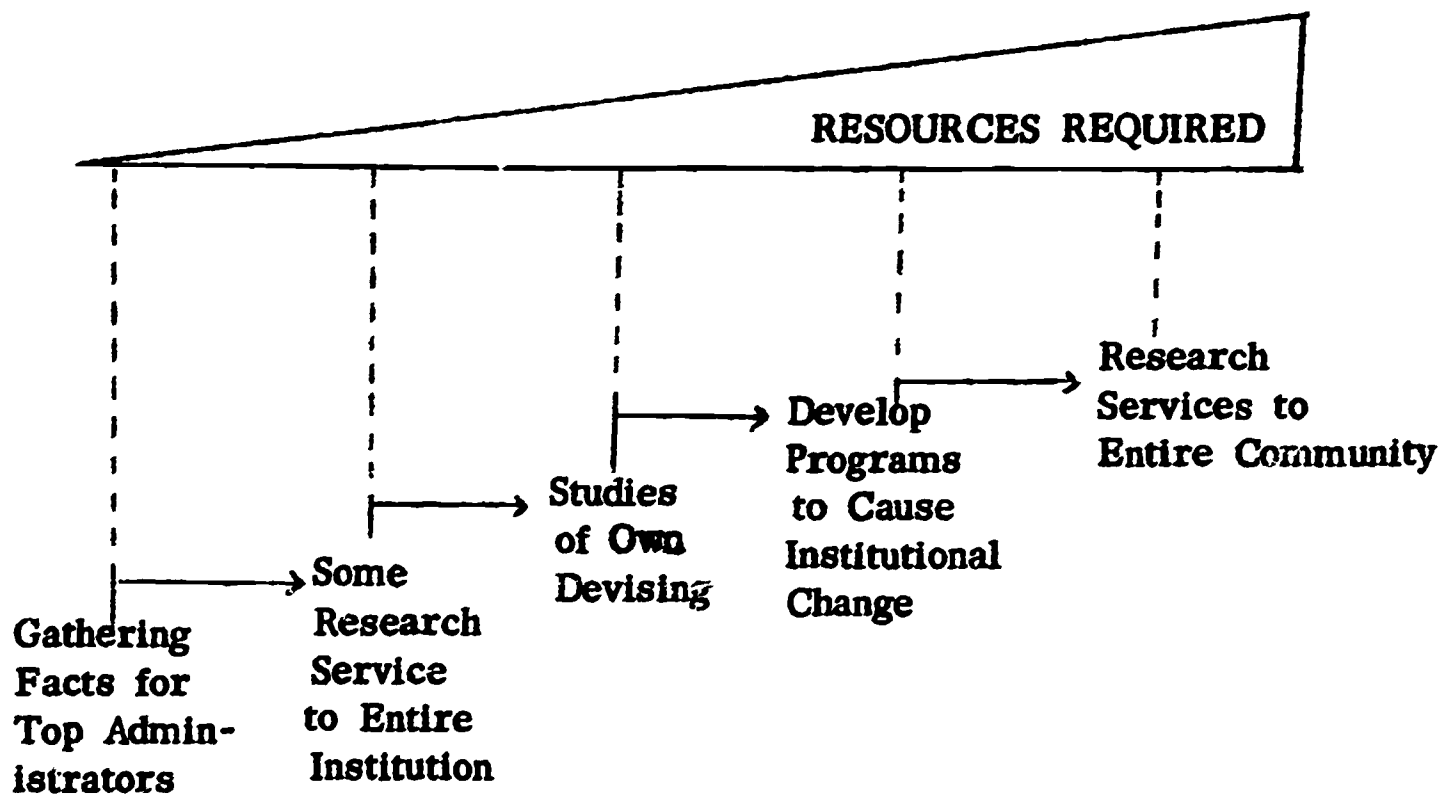 RESOURCES REQUIRED
Gathering
Facts for
Top Admin-
istrators
Some
Research
Service
to Entire
Institution
Studies
of Own
Devising
Develop
Programs
to Cause
Institutional
Change
Research
Services to
Entire Community